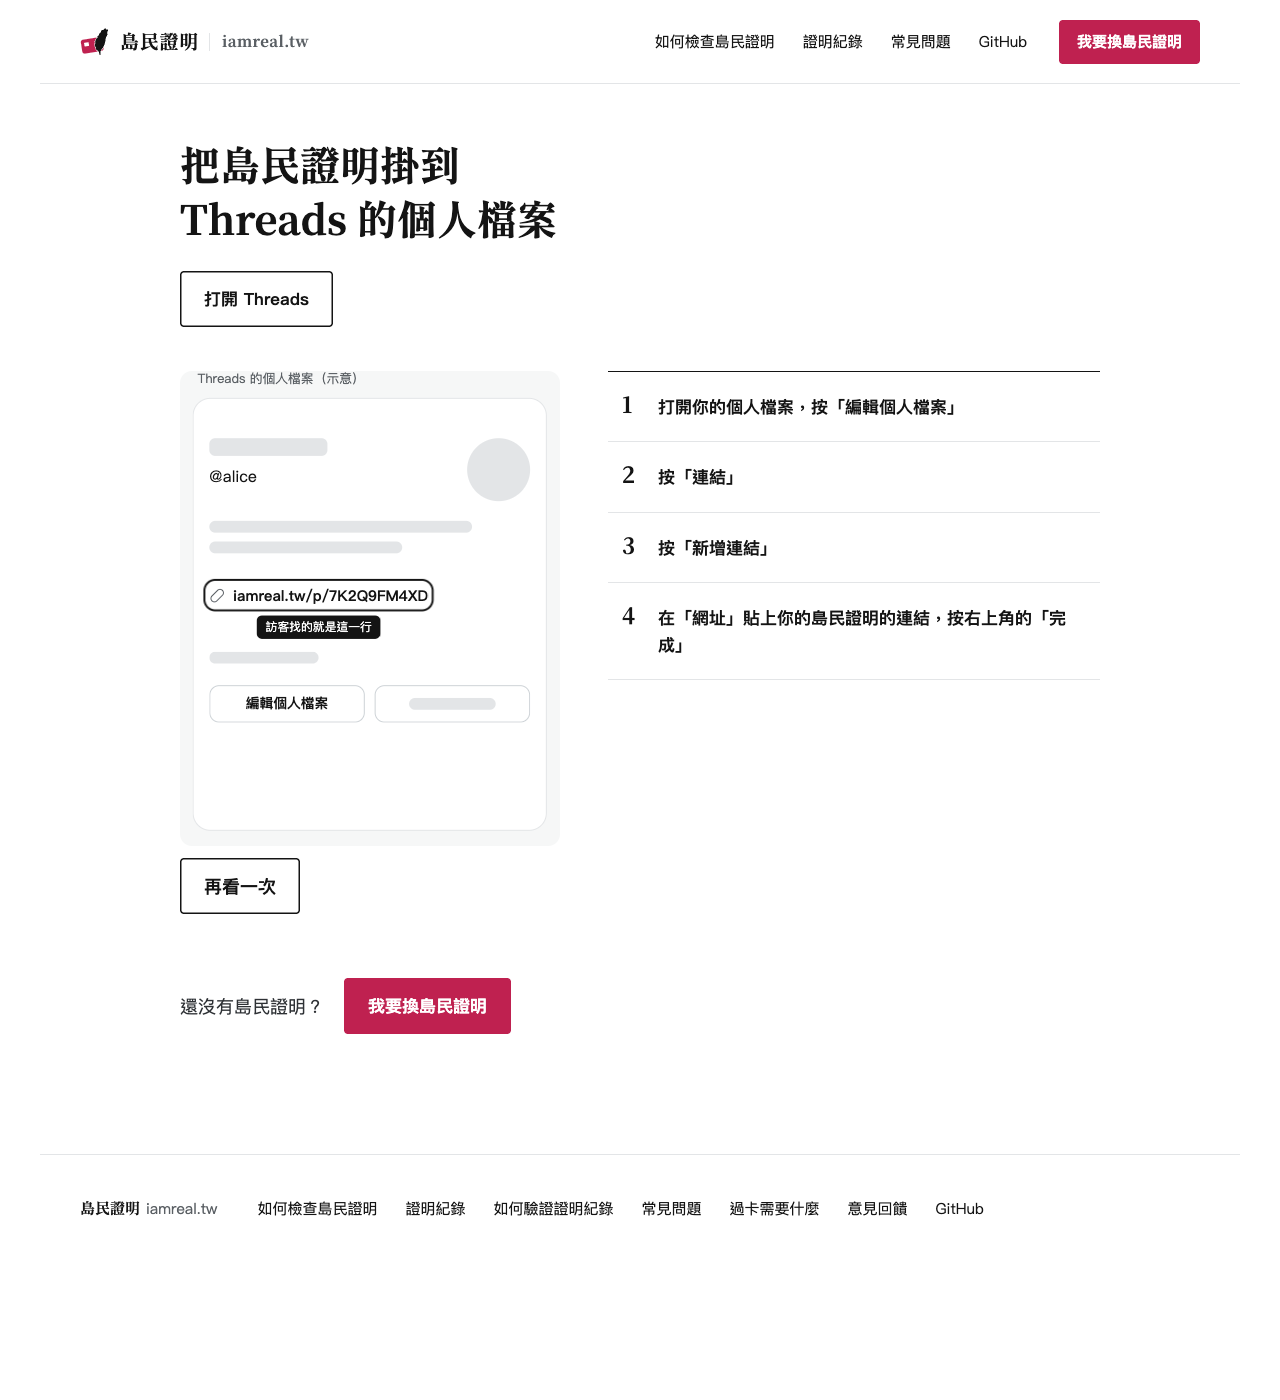 島民證明 iamreal.tw
如何檢查島民證明 證明紀錄 常見問題 GitHub 我要換島民證明
把島民證明掛到
Threads 的個人檔案
打開 Threads
Threads 的個人檔案（示意）
@alice
iamreal.tw/p/7K2Q9FM4XD
訪客找的就是這一行
編輯個人檔案
1 打開你的個人檔案，按「編輯個人檔案」
2 按「連結」
3 按「新增連結」
4 在「網址」貼上你的島民證明的連結，按右上角的「完
成」
再看一次
還沒有島民證明？ 我要換島民證明
島民證明 iamreal.tw 如何檢查島民證明 證明紀錄 如何驗證證明紀錄 常見問題 過卡需要什麼 意見回饋 GitHub